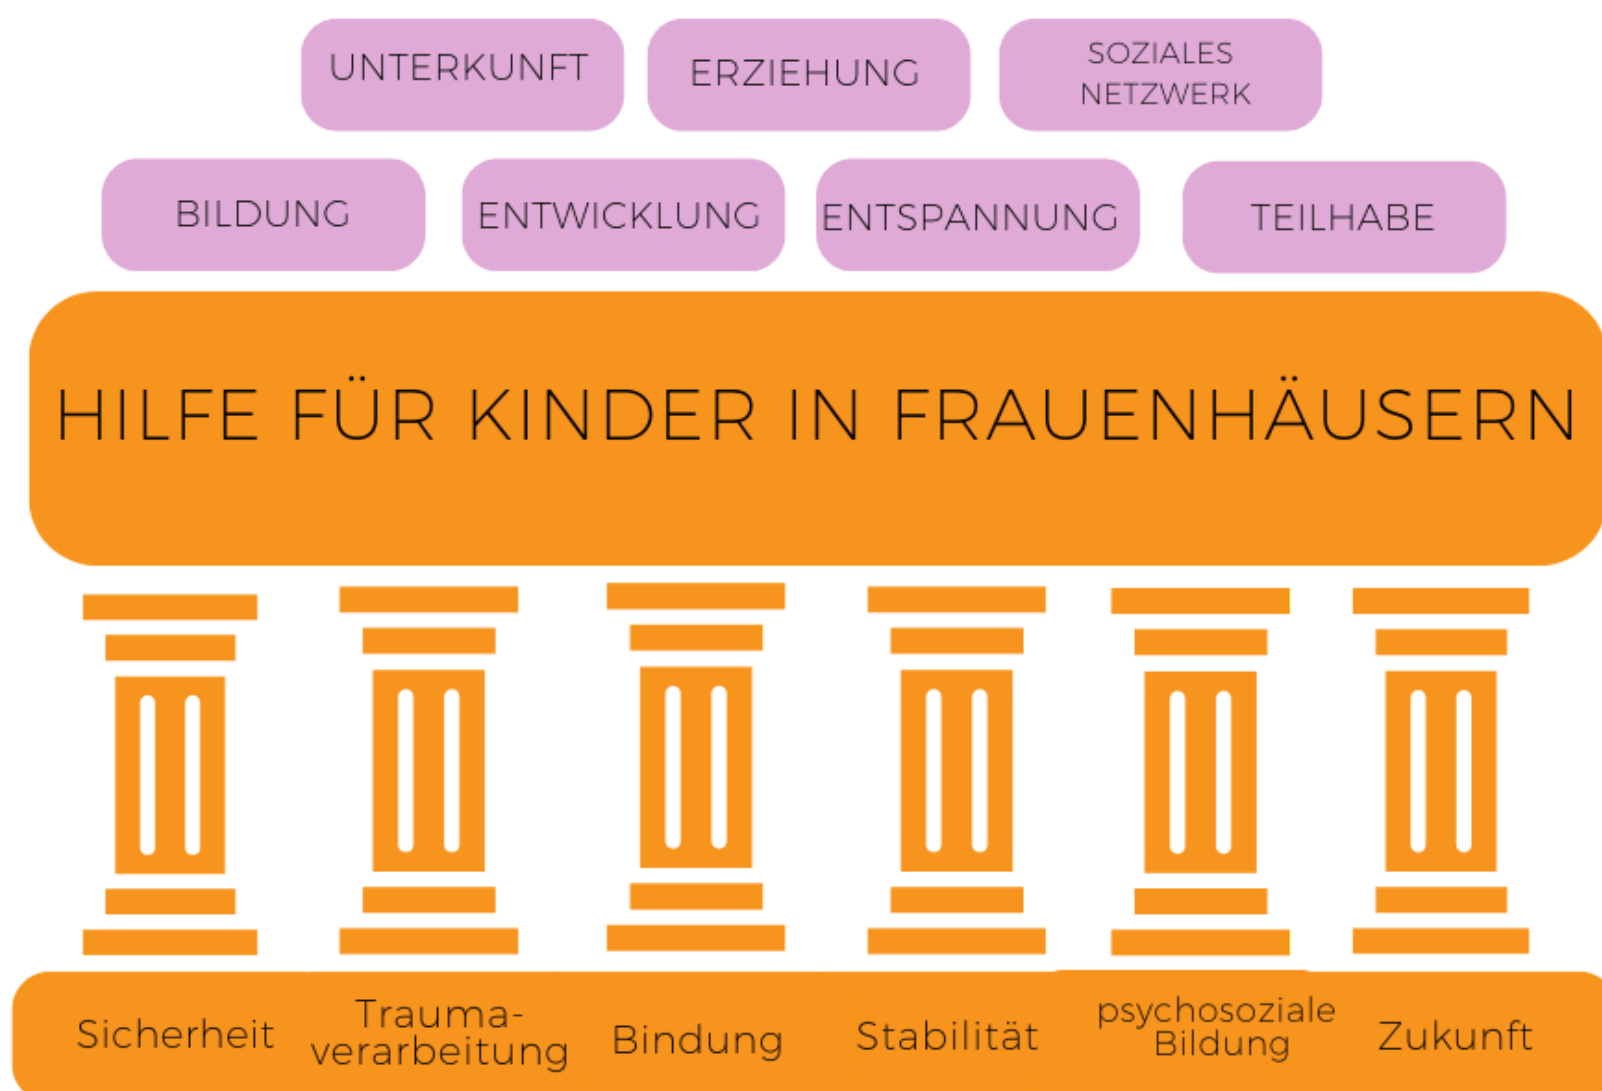 UNTERKUNFT
ERZIEHUNG
SOZIALES
NETZWERK
BILDUNG
ENTWICKLUNG
ENTSPANNUNG
TEILHABE
HILFE FÜR KINDER IN FRAUENHÄUSERN
Sicherheit
Trauma-
verarbeitung
Bindung
Stabilität
psychosoziale
Bildung
Zukunft